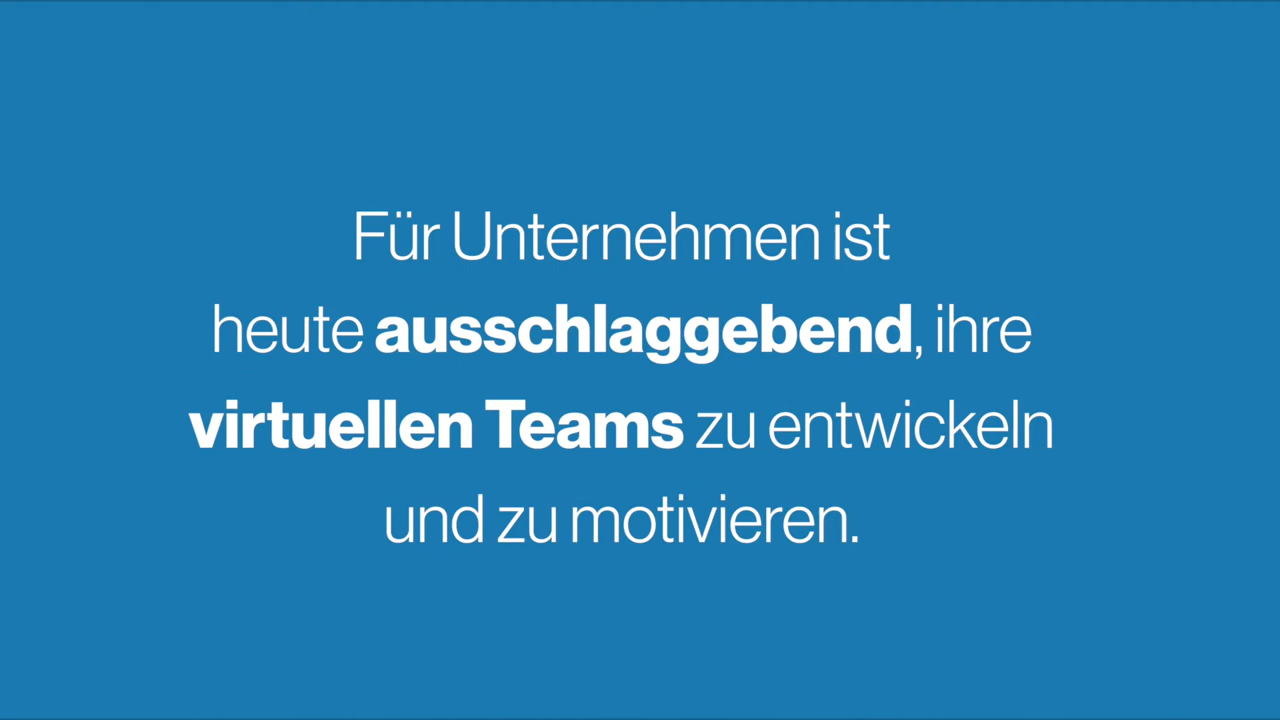 Für Unternehmen ist
heute ausschlaggebend, ihre
virtuellen Teams zu entwickeln
und zu motivieren.